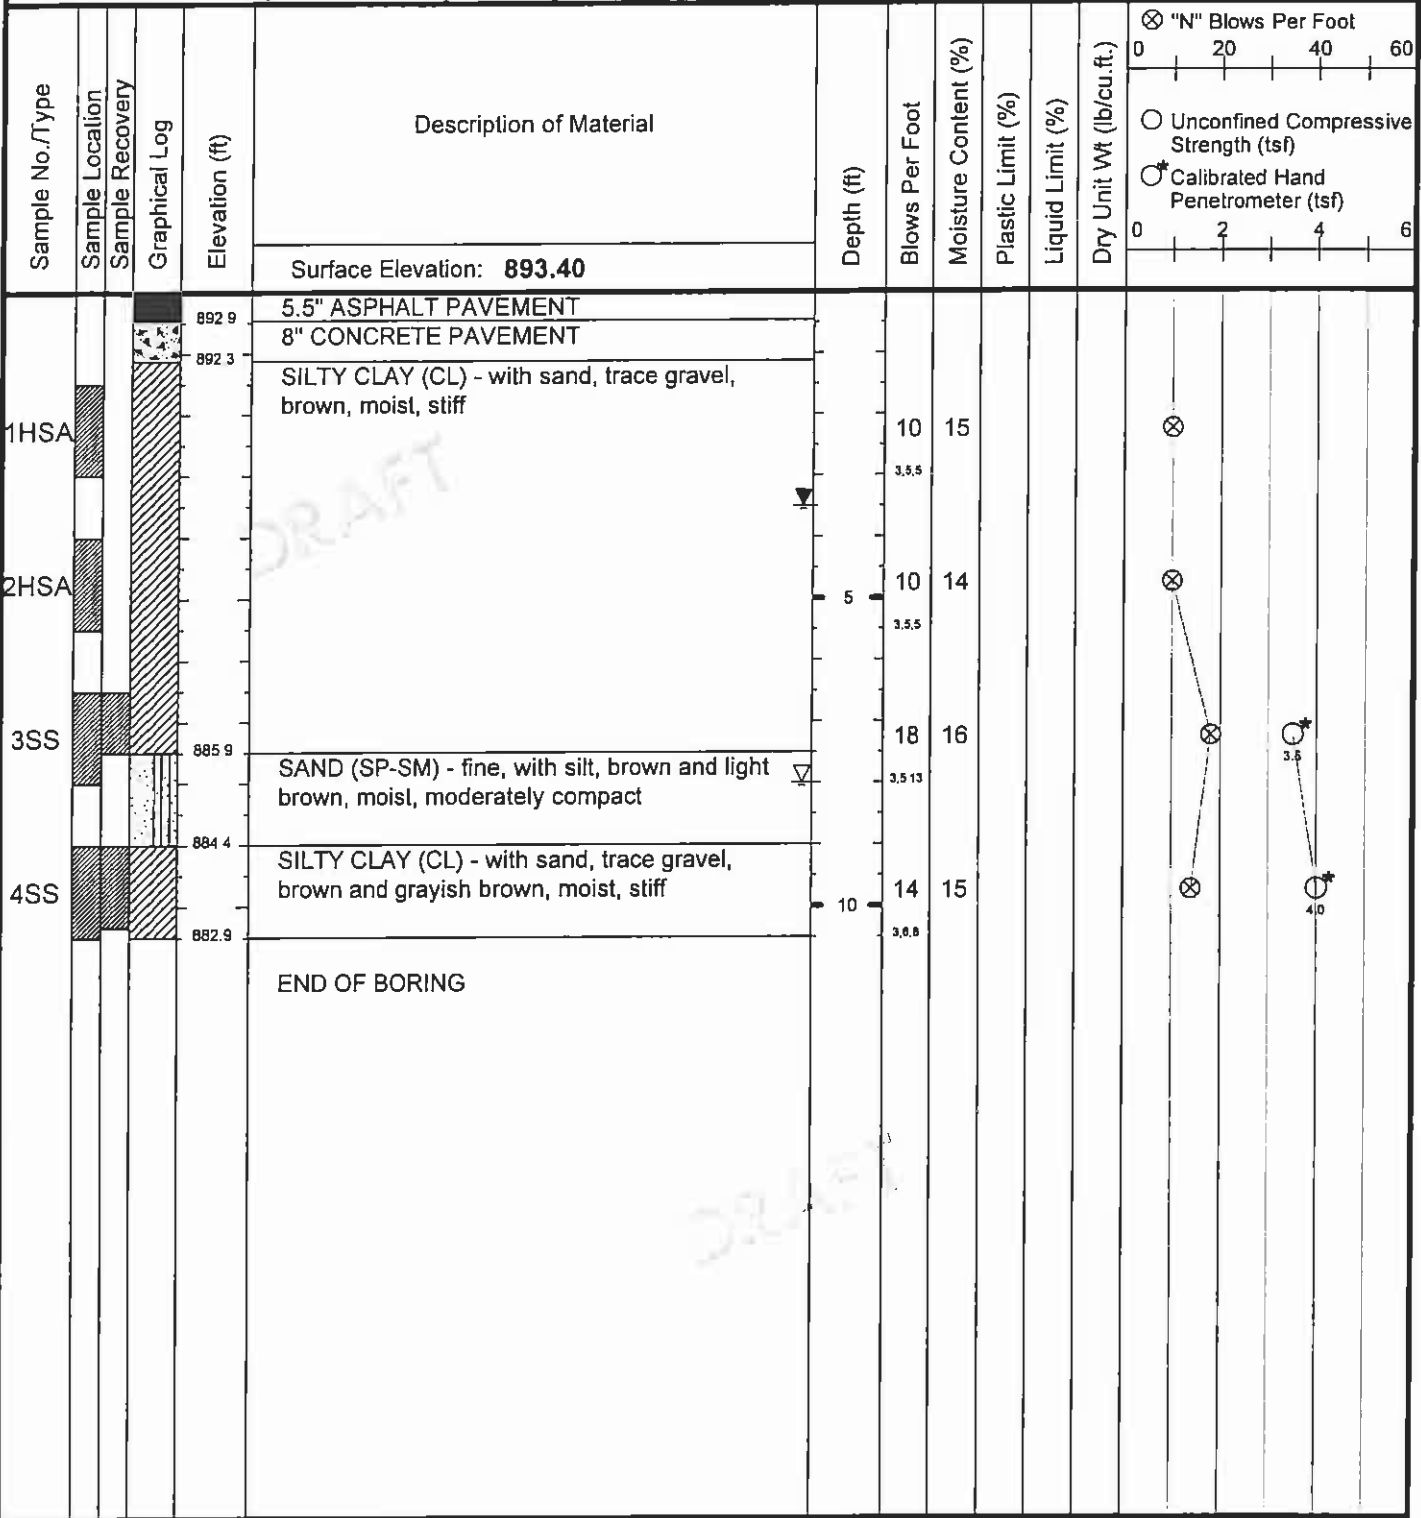 Sample No./Type
Sample Location
Sample Recovery
Graphical Log
Elevation (ft)
Description of Material
Surface Elevation: 893.40
Depth (ft)
Blows Per Foot
Moisture Content (%)
Plastic Limit (%)
Liquid Limit (%)
Dry Unit Wt (lb/cu.ft.)
⊗ "N" Blows Per Foot
0 20 40 60
○ Unconfined Compressive
Strength (tsf)
○* Calibrated Hand
Penetrometer (tsf)
0 2 4 6
5.5" ASPHALT PAVEMENT
892 9
8" CONCRETE PAVEMENT
892 3
SILTY CLAY (CL) - with sand, trace gravel,
brown, moist, stiff
1HSA
10 15
3,5,5
DRAFT
2HSA
10 14
5
3,5,5
3SS
18 16
*
3.5
885 9
SAND (SP-SM) - fine, with silt, brown and light
3,5 13
brown, moist, moderately compact
884 4
SILTY CLAY (CL) - with sand, trace gravel,
brown and grayish brown, moist, stiff
4SS
14 15
*
10
4.0
882.9
END OF BORING
DRAFT